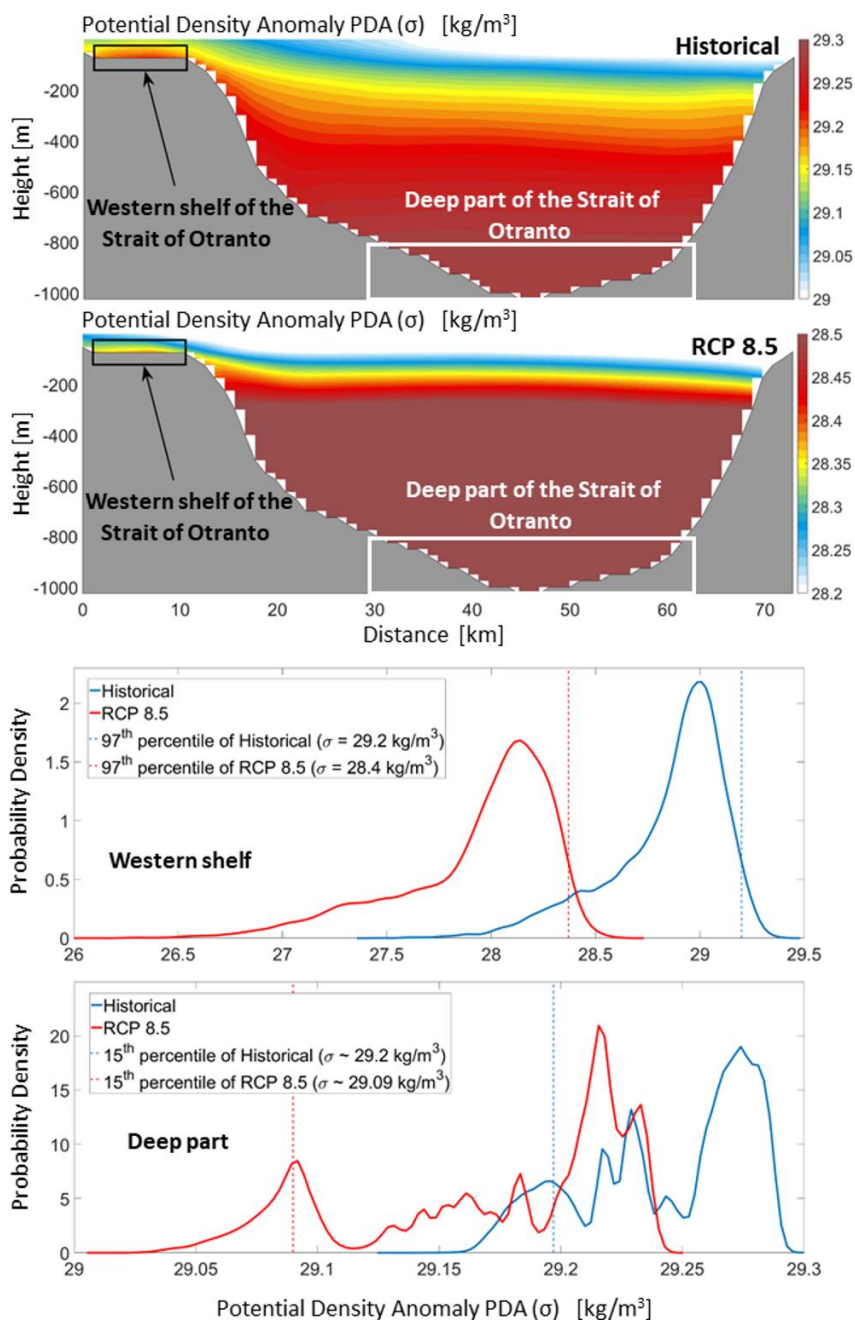 Potential Density Anomaly PDA (σ) [kg/m³]
Historical
Height [m]
-200
-400
-600
-800
-1000
Western shelf of the
Strait of Otranto
Deep part of the Strait of
Otranto
29.3
29.25
29.2
29.15
29.1
29.05
29
Potential Density Anomaly PDA (σ) [kg/m³]
RCP 8.5
Height [m]
-200
-400
-600
-800
-1000
Western shelf of the
Strait of Otranto
Deep part of the Strait of
Otranto
28.5
28.45
28.4
28.35
28.3
28.25
28.2
0 10 20 30 40 50 60 70
Distance [km]
Probability Density
2
1.5
1
0.5
0
Historical
RCP 8.5
97th percentile of Historical (σ = 29.2 kg/m³)
97th percentile of RCP 8.5 (σ = 28.4 kg/m³)
Western shelf
26 26.5 27 27.5 28 28.5 29 29.5
Probability Density
20
15
10
5
0
Historical
RCP 8.5
15th percentile of Historical (σ ~ 29.2 kg/m³)
15th percentile of RCP 8.5 (σ ~ 29.09 kg/m³)
Deep part
29 29.05 29.1 29.15 29.2 29.25 29.3
Potential Density Anomaly PDA (σ) [kg/m³]